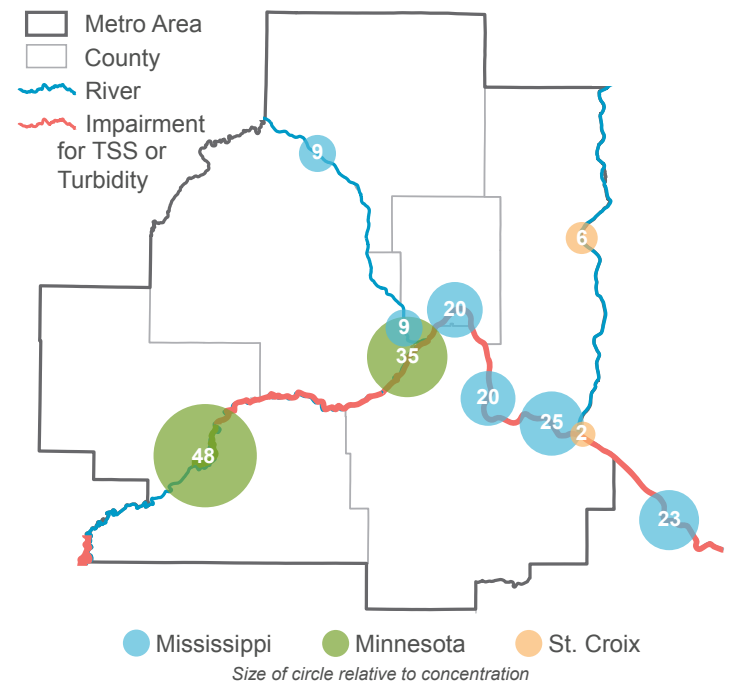 Metro Area
County
River
Impairment
for TSS or
Turbidity
9
6
20
9
35
20
25
2
48
23
Mississippi
Minnesota
St. Croix
Size of circle relative to concentration